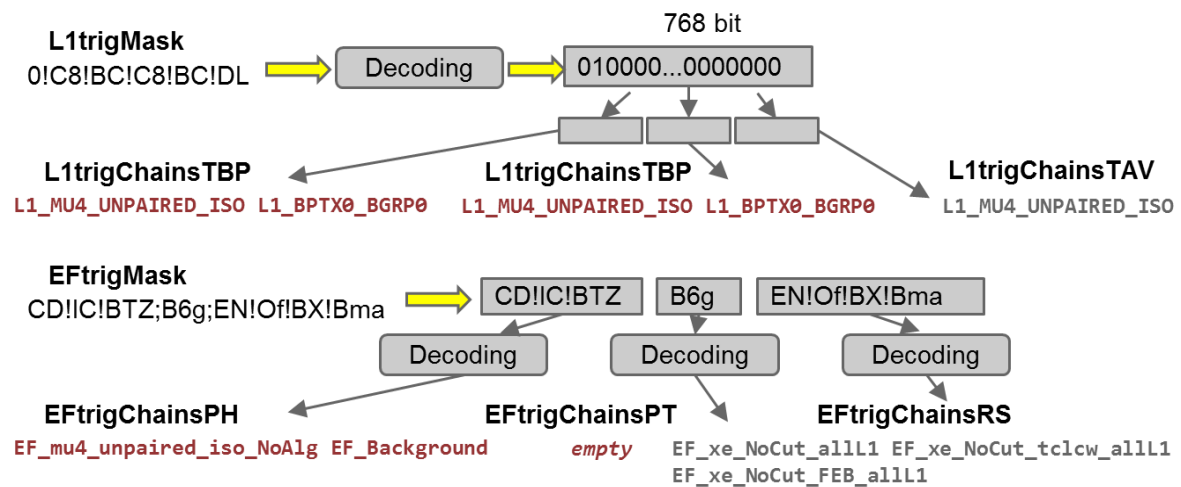 768 bit
L1trigMask
0!C8!BC!C8!BC!DL
Decoding
010000...0000000
L1trigChainsTBP
L1trigChainsTBP
L1trigChainsTAV
L1_MU4_UNPAIRED_ISO L1_BPTX0_BGRP0
L1_MU4_UNPAIRED_ISO L1_BPTX0_BGRP0
L1_MU4_UNPAIRED_ISO
EFtrigMask
CD!IC!BTZ;B6g;EN!Of!BX!Bma
CD!IC!BTZ
B6g
EN!Of!BX!Bma
Decoding
Decoding
Decoding
EFtrigChainsPH
EFtrigChainsPT
EFtrigChainsRS
EF_mu4_unpaired_iso_NoAlg EF_Background
empty
EF_xe_NoCut_allL1 EF_xe_NoCut_tclcw_allL1
EF_xe_NoCut_FEB_allL1